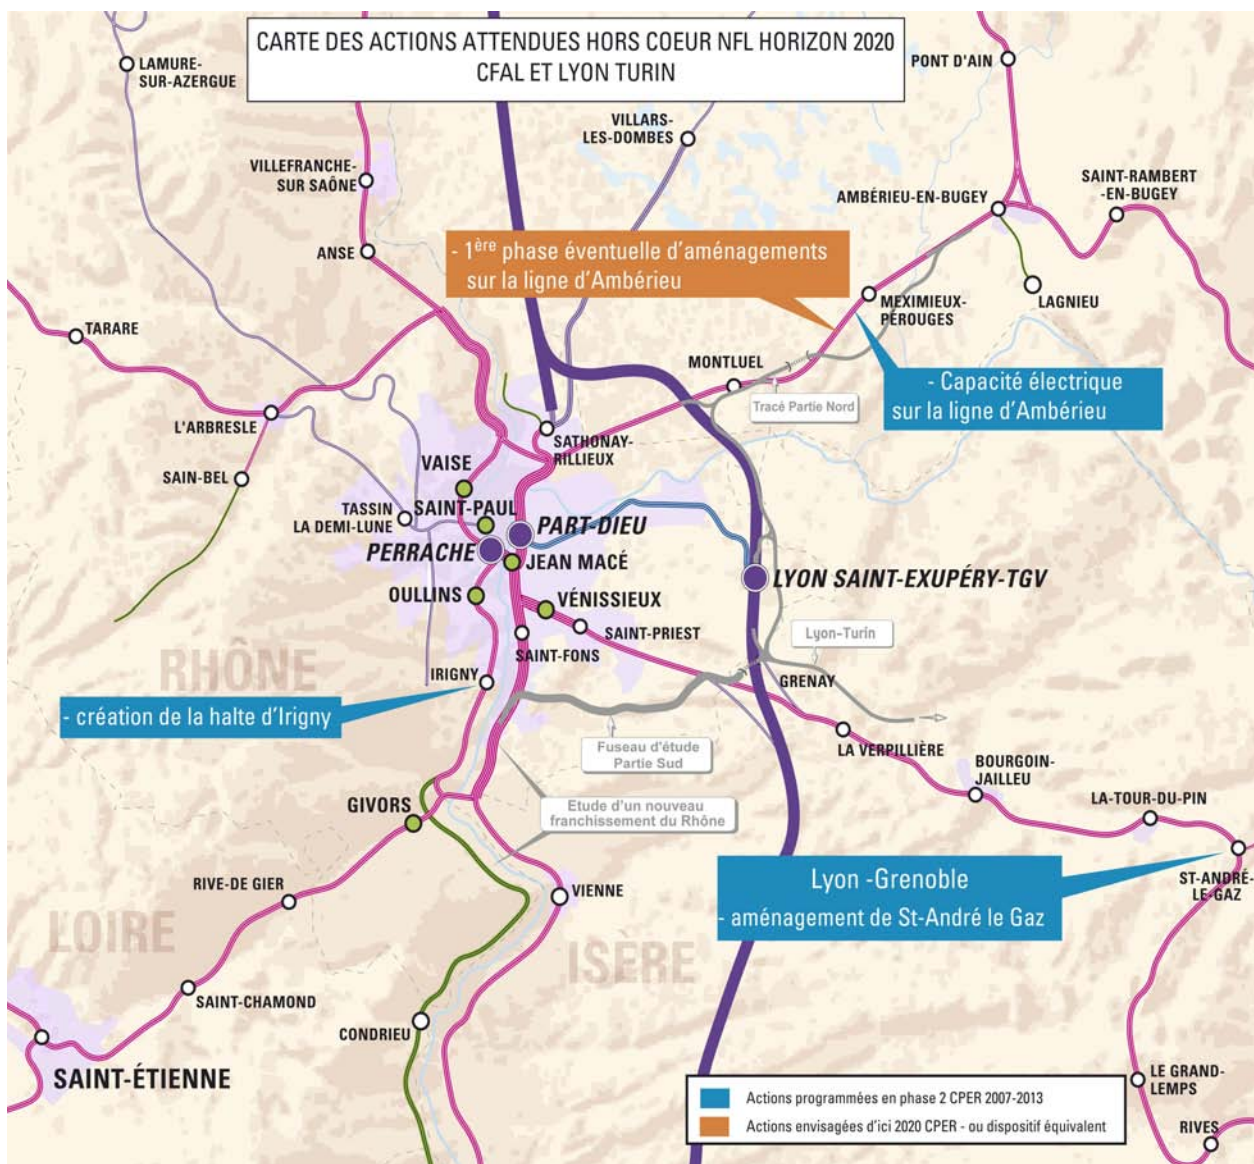 CARTE DES ACTIONS ATTENDUES HORS COEUR NFL HORIZON 2020
CFAL ET LYON TURIN
LAMURE-
SUR-AZERGUE
PONT D'AIN
VILLARS-
LES-DOMBES
VILLEFRANCHE-
SUR SAÔNE
SAINT-RAMBERT
-EN-BUGEY
AMBÉRIEU-EN-BUGEY
ANSE
- 1ère phase éventuelle d'aménagements
sur la ligne d'Ambérieu
MEXIMIEUX-
PÉROUGES
LAGNIEU
TARARE
MONTLUEL
- Capacité électrique
sur la ligne d'Ambérieu
Tracé Partie Nord
L'ARBRESLE
SATHONAY-
RILLIEUX
VAISE
SAIN-BEL
SAINT-PAUL
TASSIN
LA DEMI-LUNE
PART-DIEU
PERRACHE
JEAN MACÉ
LYON SAINT-EXUPÉRY-TGV
OULLINS
VÉNISSIEUX
SAINT-PRIEST
Lyon-Turin
RHÔNE
SAINT-FONS
IRIGNY
GRENAY
- création de la halte d'Irigny
Fuseau d'étude
Partie Sud
LA VERPILLIÈRE
BOURGOIN-
JAILLEU
GIVORS
Etude d'un nouveau
franchissement du Rhône
LA-TOUR-DU-PIN
RIVE-DE GIER
VIENNE
Lyon -Grenoble
- aménagement de St-André le Gaz
ST-ANDRÉ-
LE-GAZ
LOIRE
ISÈRE
SAINT-CHAMOND
CONDRIEU
SAINT-ÉTIENNE
LE GRAND-
LEMPS
Actions programmées en phase 2 CPER 2007-2013
Actions envisagées d'ici 2020 CPER - ou dispositif équivalent
RIVES